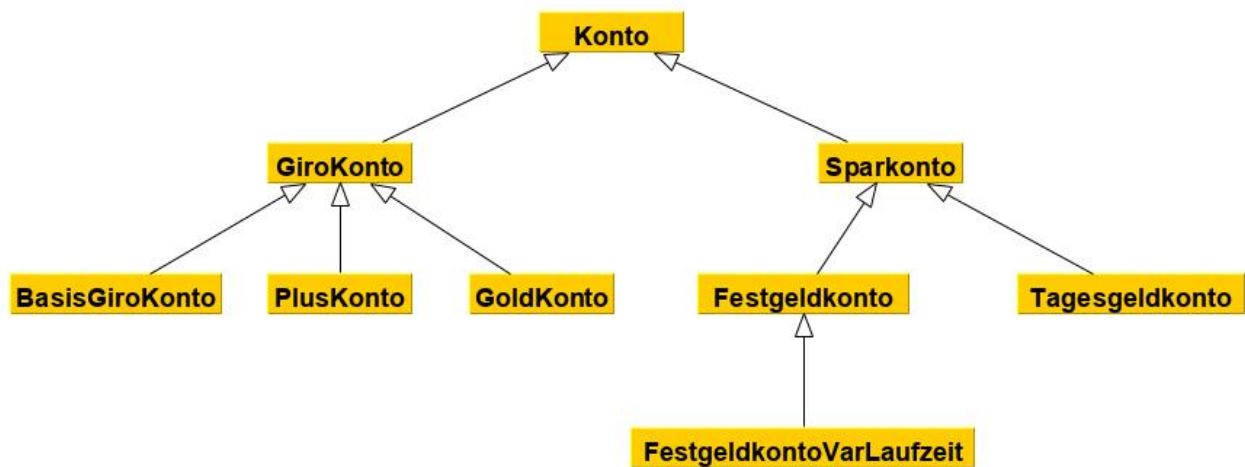 Konto
GiroKonto
Sparkonto
BasisGiroKonto
PlusKonto
GoldKonto
Festgeldkonto
Tagesgeldkonto
FestgeldkontoVarLaufzeit